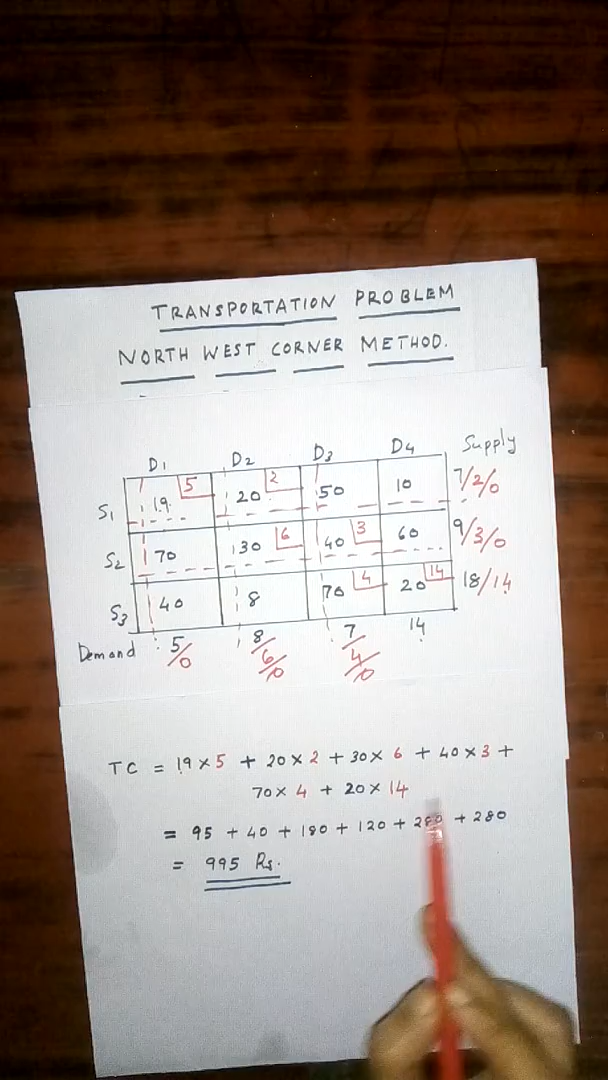 TRANSPORTATION PROBLEM
NORTH WEST CORNER METHOD.
D1 D2 D3 D4 Supply
S1 19 5 20 2 50 10 7/2/0
S2 70 30 6 40 3 60 9/3/0
S3 40 8 70 4 20 14 18/14
Demand 5/0 8/6/0 7/4/0 14
TC = 19 × 5 + 20 × 2 + 30 × 6 + 40 × 3 +
70 × 4 + 20 × 14
= 95 + 40 + 180 + 120 + 280 + 280
= 995 Rs.